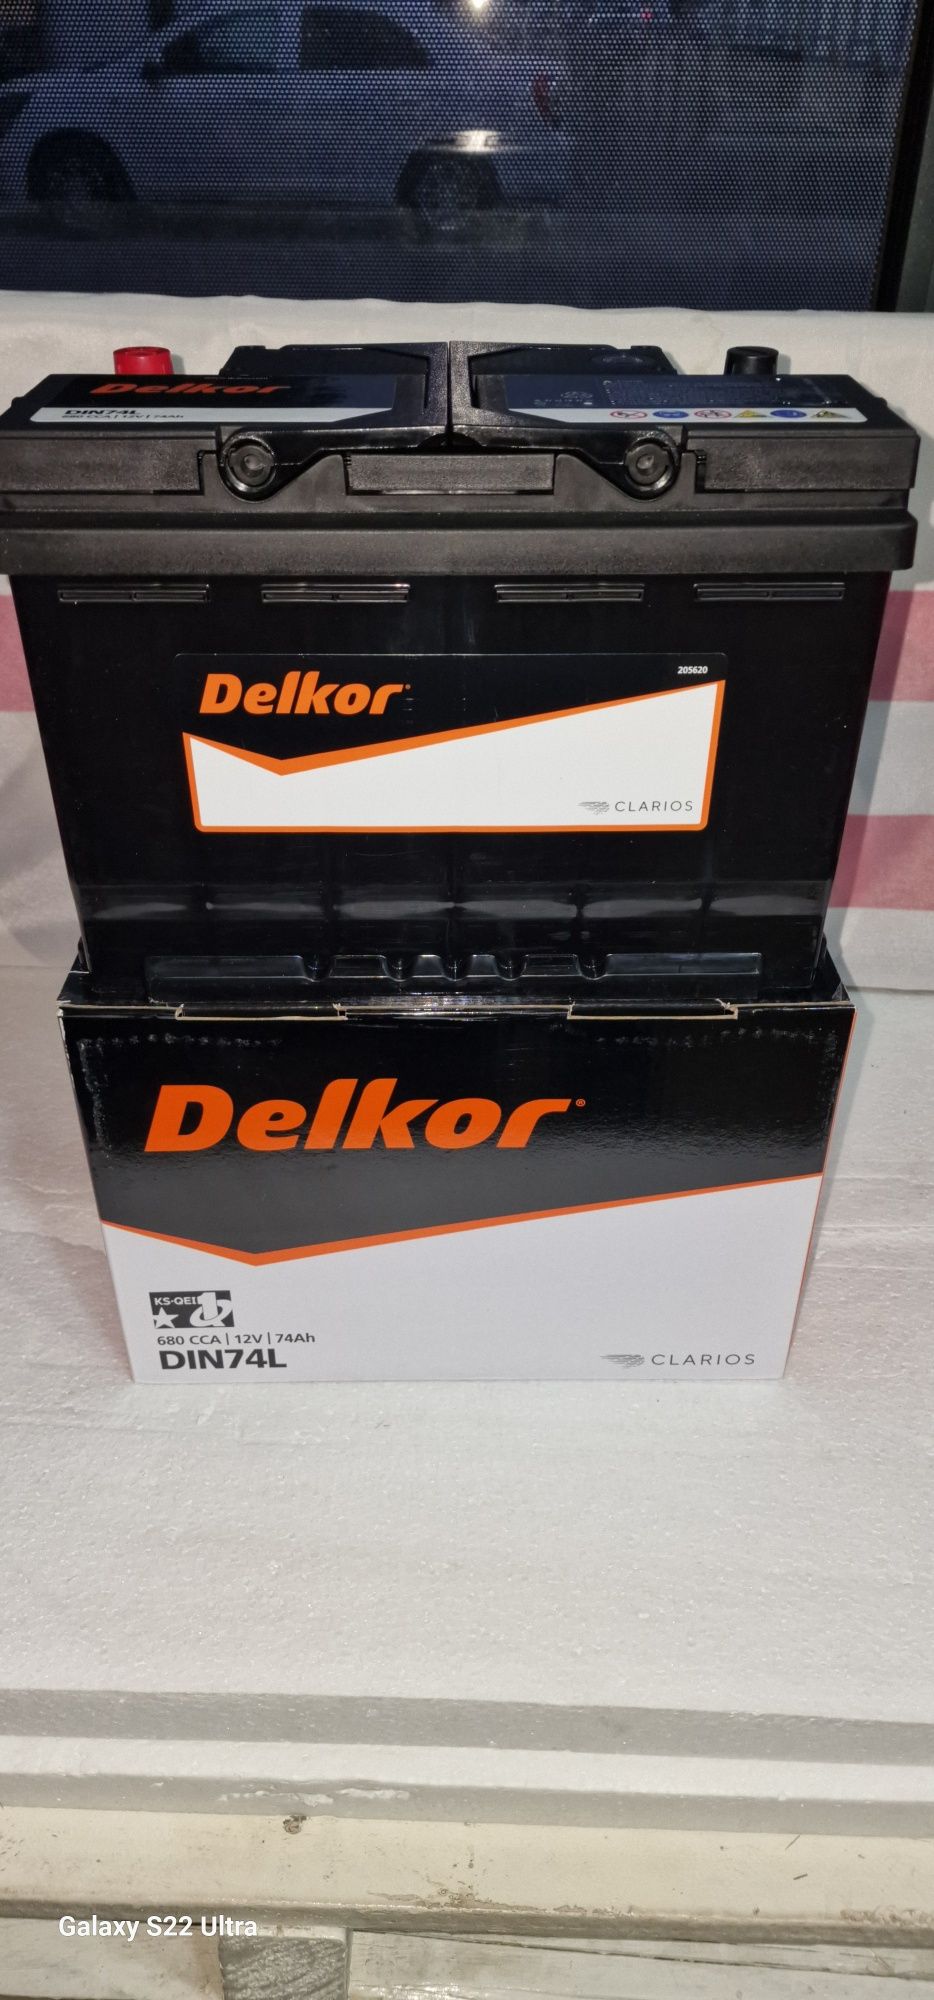 Delkor
DIN74L
680 CCA | 12V | 74Ah
Delkor
205620
CLARIOS
Delkor®
KS-QEI
680 CCA | 12V | 74Ah
DIN74L
CLARIOS
Galaxy S22 Ultra